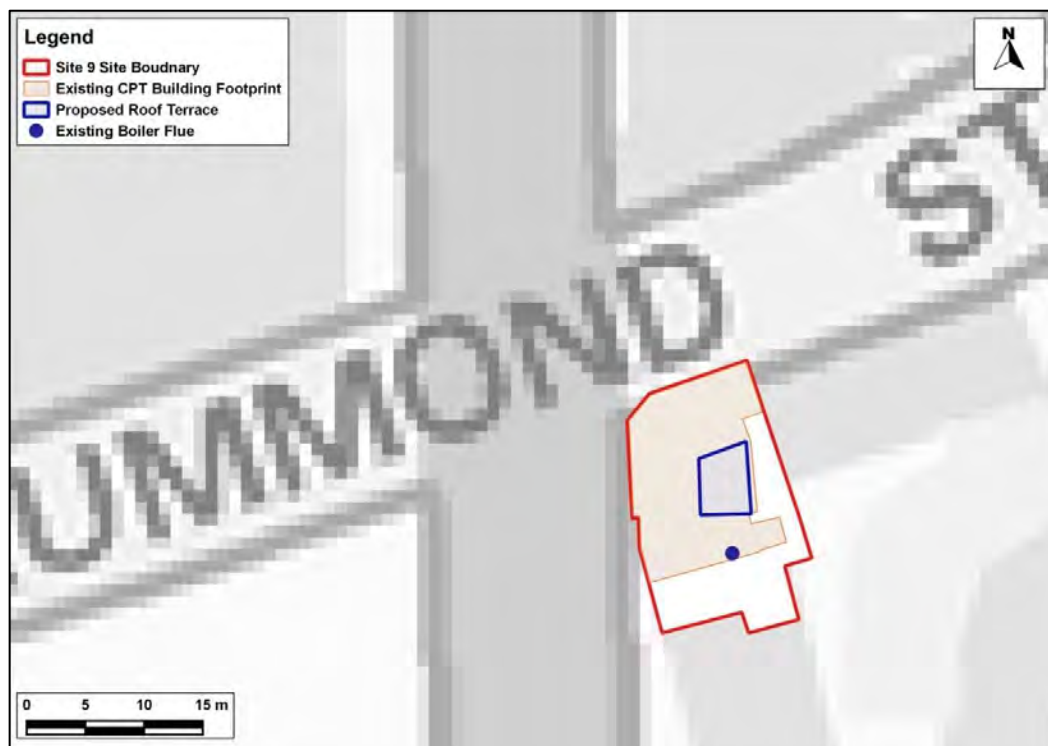 Legend
Site 9 Site Boudnary
Existing CPT Building Footprint
Proposed Roof Terrace
Existing Boiler Flue
N
UMMOND ST
0 5 10 15 m